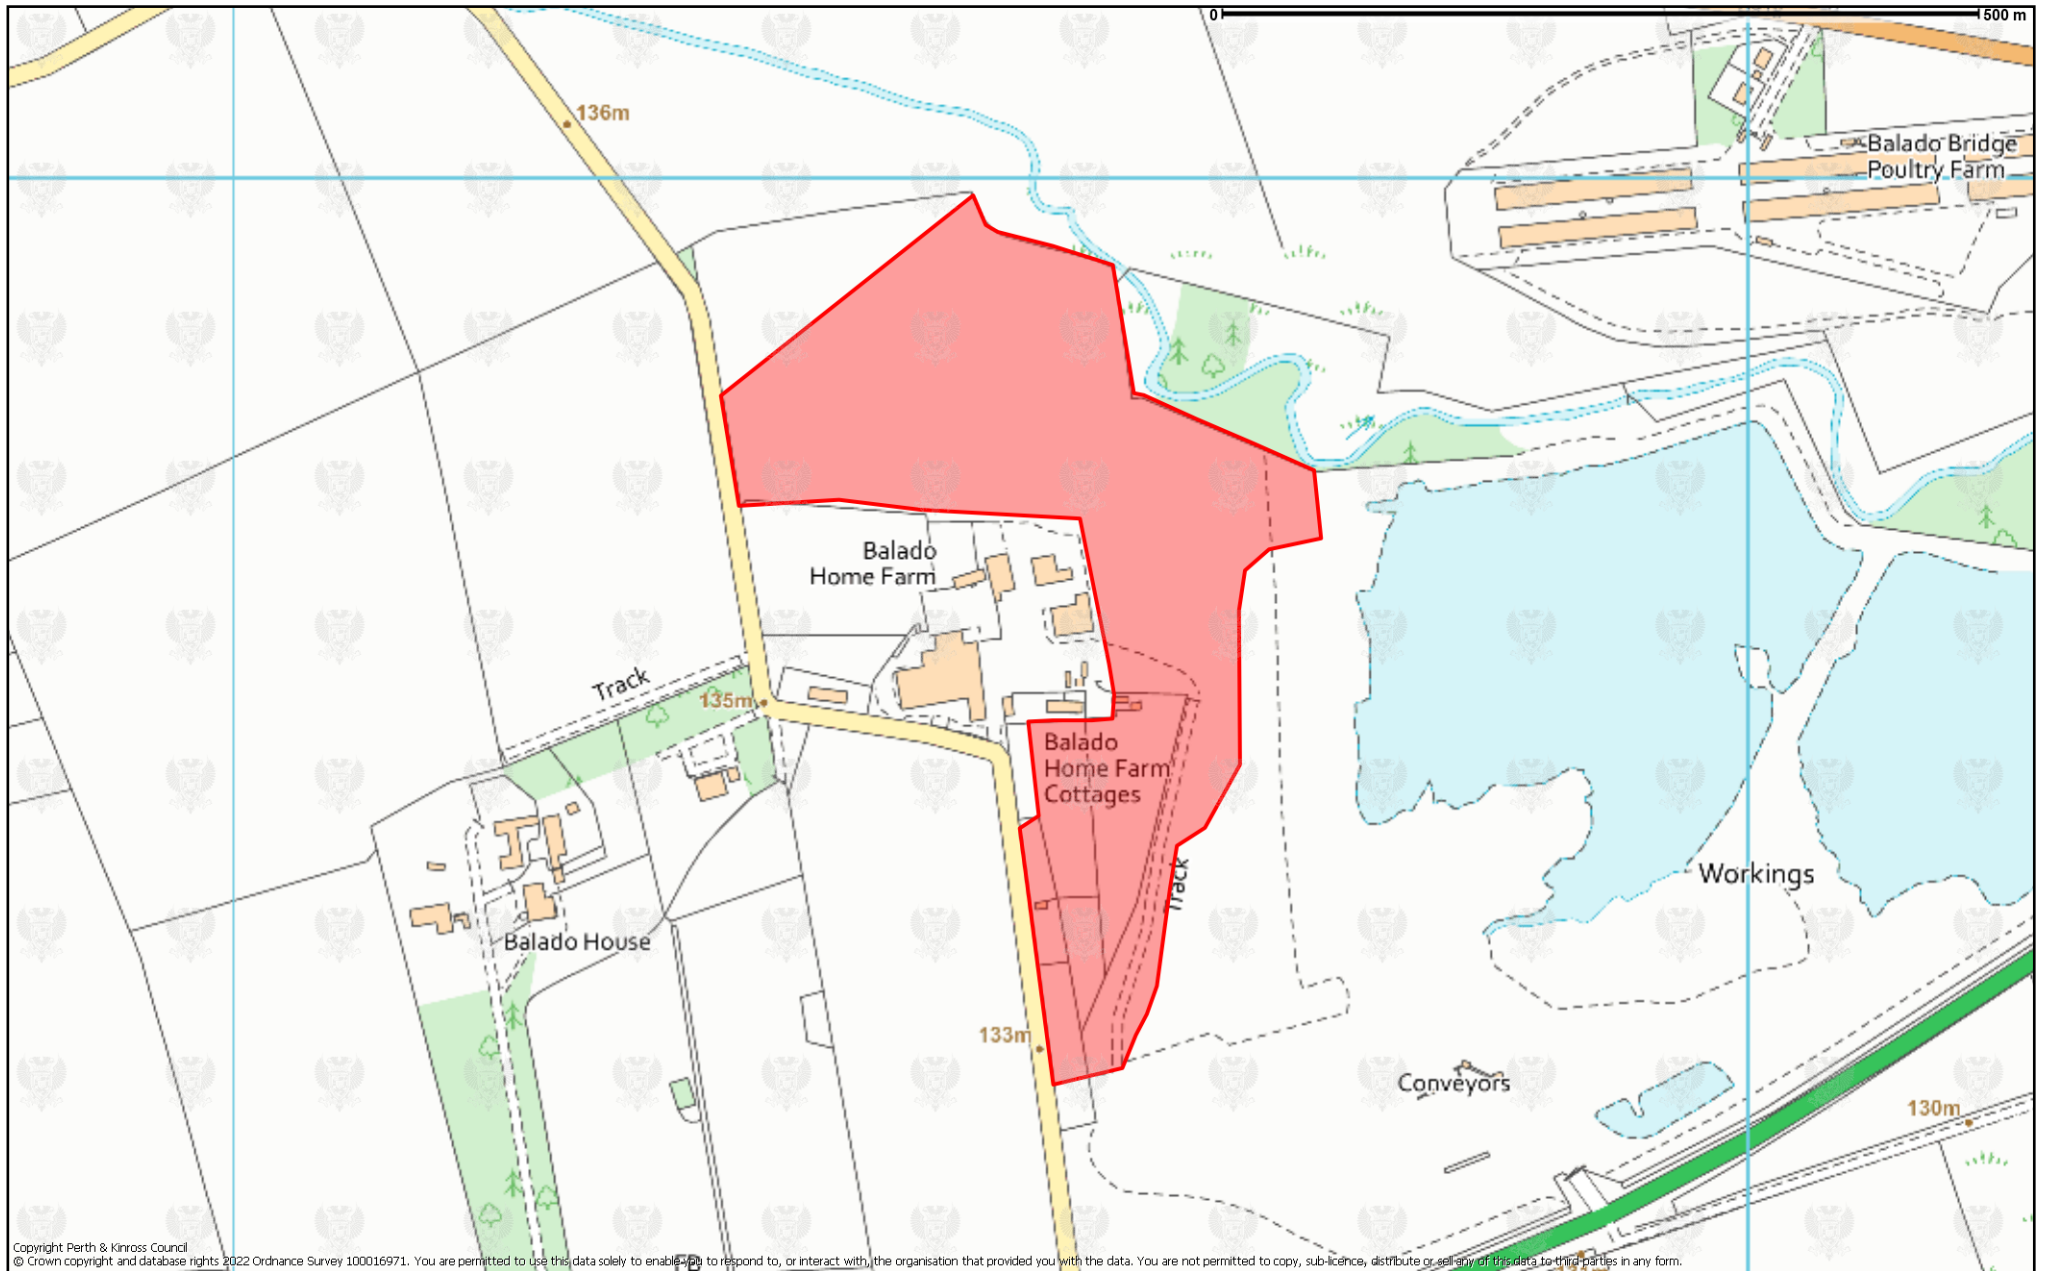 0 500 m
136m
Balado Bridge
Poultry Farm
Balado
Home Farm
Track
135m
Balado
Home Farm
Cottages
Track
Workings
Balado House
133m
Conveyors
130m
Copyright Perth & Kinross Council
© Crown copyright and database rights 2022 Ordnance Survey 100016971. You are permitted to use this data solely to enable you to respond to, or interact with, the organisation that provided you with the data. You are not permitted to copy, sub-licence, distribute or sell any of this data to third parties in any form.